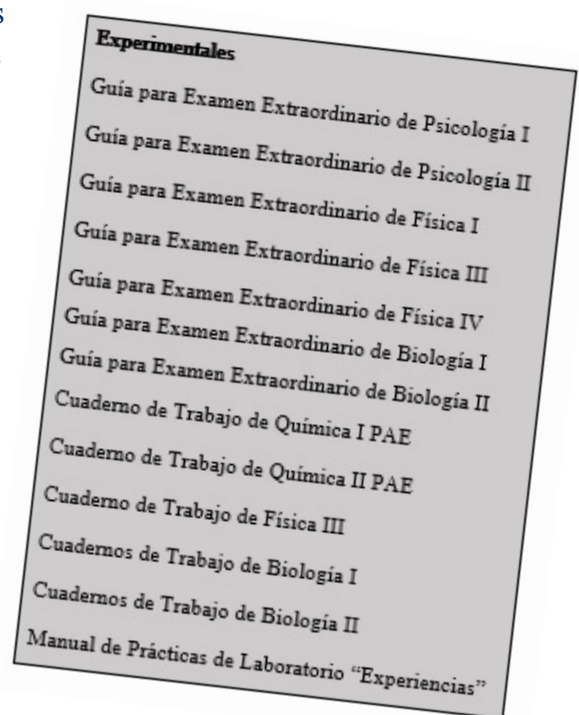 s
Experimentales
Guía para Examen Extraordinario de Psicología I
Guía para Examen Extraordinario de Psicología II
Guía para Examen Extraordinario de Física I
Guía para Examen Extraordinario de Física III
Guía para Examen Extraordinario de Física IV
Guía para Examen Extraordinario de Biología I
Guía para Examen Extraordinario de Biología II
Cuaderno de Trabajo de Química I PAE
Cuaderno de Trabajo de Química II PAE
Cuaderno de Trabajo de Física III
Cuadernos de Trabajo de Biología I
Cuadernos de Trabajo de Biología II
Manual de Prácticas de Laboratorio “Experiencias”